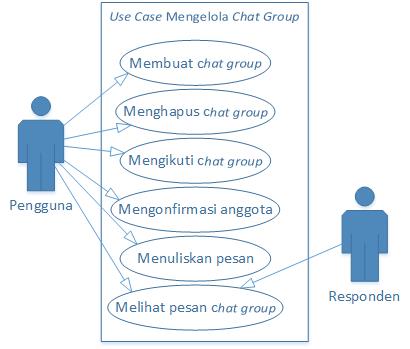 Use Case Mengelola Chat Group
Membuat chat group
Menghapus chat group
Mengikuti chat group
Pengguna
Mengonfirmasi anggota
Menuliskan pesan
Responden
Melihat pesan chat group